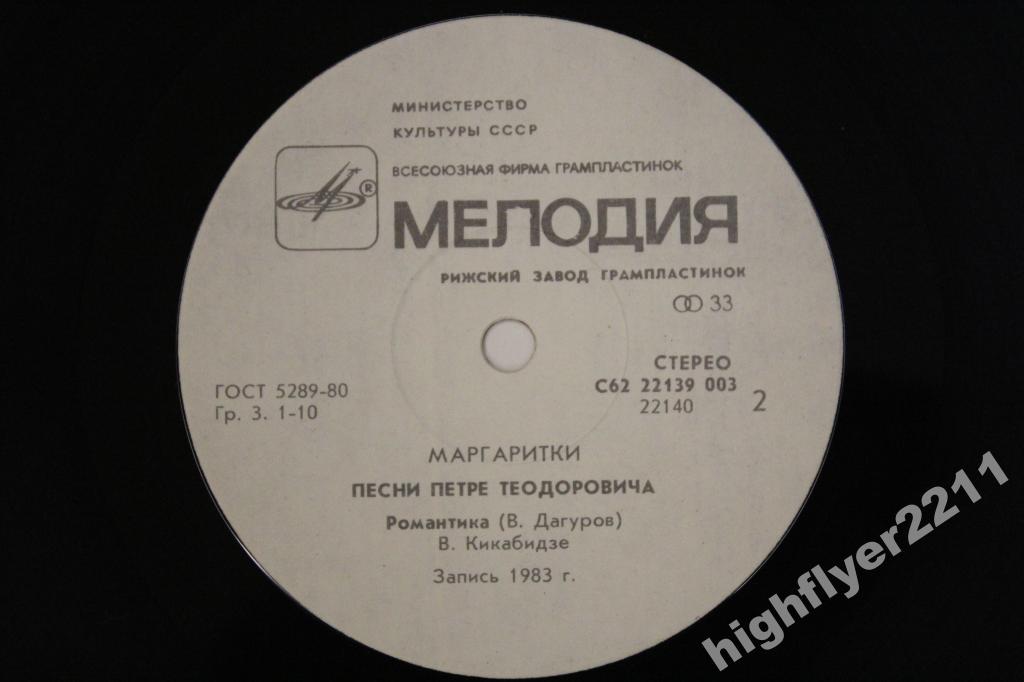 МИНИСТЕРСТВО
КУЛЬТУРЫ СССР
ВСЕСОЮЗНАЯ ФИРМА ГРАМПЛАСТИНОК
®
МЕЛОДИЯ
РИЖСКИЙ ЗАВОД ГРАМПЛАСТИНОК
33
СТЕРЕО
ГОСТ 5289-80
С62 22139 003
Гр. 3. 1-10
22140 2
МАРГАРИТКИ
ПЕСНИ ПЕТРЕ ТЕОДОРОВИЧА
Романтика (В. Дагуров)
В. Кикабидзе
Запись 1983 г.
highflyer2211